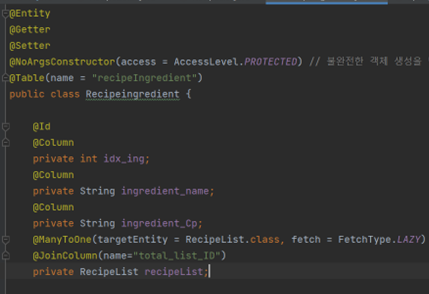 @Entity
@Getter
@Setter
@NoArgsConstructor(access = AccessLevel.PROTECTED) // 불완전한 객체 생성을
@Table(name = "recipeIngredient")
public class Recipeingredient {
@Id
@Column
private int idx_ing;
@Column
private String ingredient_name;
@Column
private String ingredient_Cp;
@ManyToOne(targetEntity = RecipeList.class, fetch = FetchType.LAZY)
@JoinColumn(name="total_list_ID")
private RecipeList recipeList;